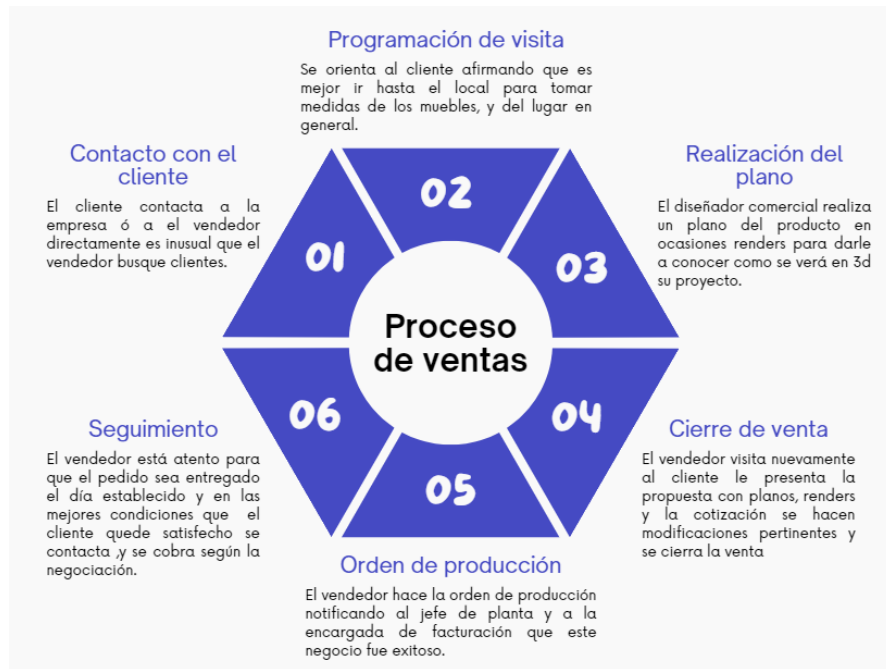 Programación de visita
Se orienta al cliente afirmando que es
mejor ir hasta el local para tomar
medidas de los muebles, y del lugar en
general.
Contacto con el
cliente
El cliente contacta a la
empresa ó a el vendedor
directamente es inusual que el
vendedor busque clientes.
01
02
03
Realización del
plano
El diseñador comercial realiza
un plano del producto en
ocasiones renders para darle
a conocer como se verá en 3d
su proyecto.
Proceso
de ventas
04
Cierre de venta
El vendedor visita nuevamente
al cliente le presenta la
propuesta con planos, renders
y la cotización se hacen
modificaciones pertinentes y
se cierra la venta
05
Orden de producción
El vendedor hace la orden de producción
notificando al jefe de planta y a la
encargada de facturación que este
negocio fue exitoso.
06
Seguimiento
El vendedor está atento para
que el pedido sea entregado
el día establecido y en las
mejores condiciones que el
cliente quede satisfecho se
contacta ,y se cobra según la
negociación.